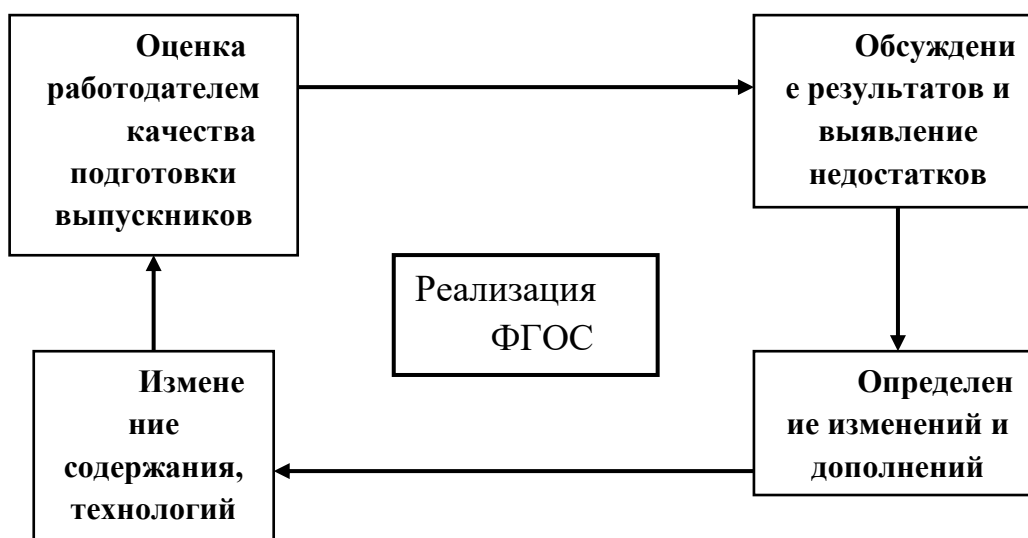 Оценка
работодателем
качества
подготовки
выпускников
Обсуждени
е результатов и
выявление
недостатков
Реализация
ФГОС
Измене
ние
содержания,
технологий
Определен
ие изменений и
дополнений